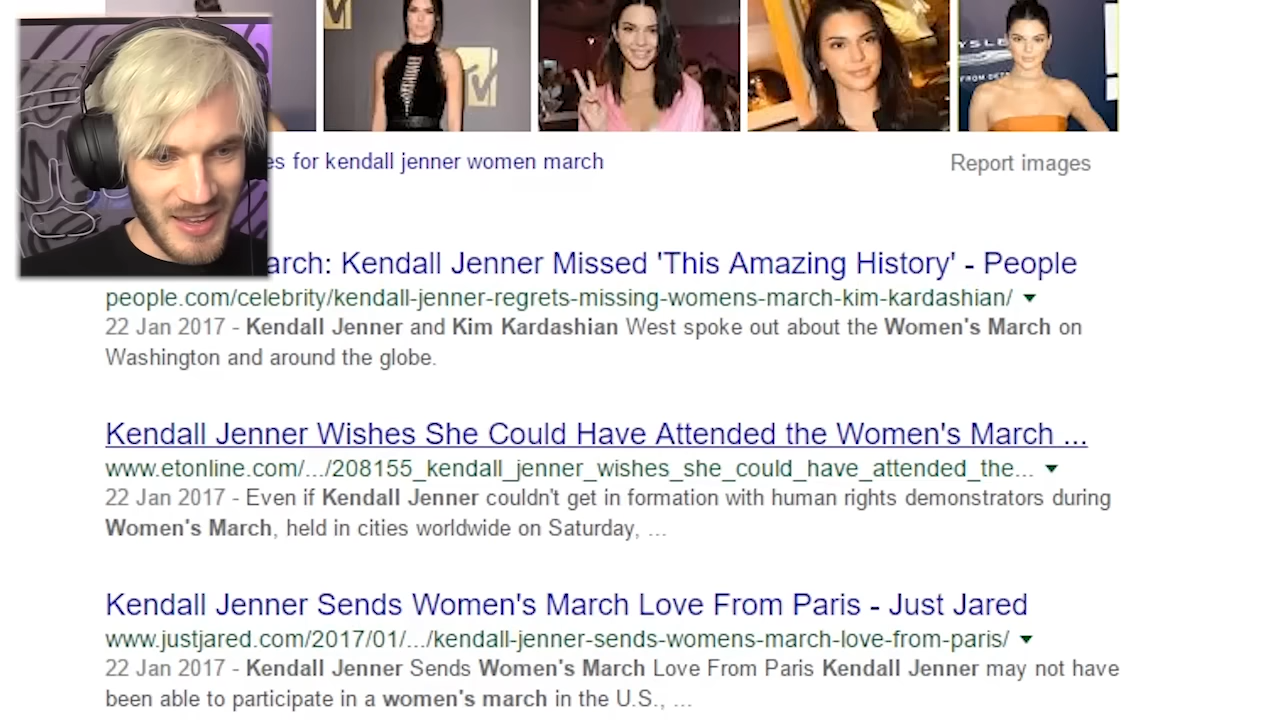 TV
YSLE
FROM DET
es for kendall jenner women march
Report images
arch: Kendall Jenner Missed 'This Amazing History' - People
people.com/celebrity/kendall-jenner-regrets-missing-womens-march-kim-kardashian/
22 Jan 2017 - Kendall Jenner and Kim Kardashian West spoke out about the Women's March on
Washington and around the globe.
Kendall Jenner Wishes She Could Have Attended the Women's March ...
www.etonline.com/.../208155_kendall_jenner_wishes_she_could_have_attended_the...
22 Jan 2017 - Even if Kendall Jenner couldn't get in formation with human rights demonstrators during
Women's March, held in cities worldwide on Saturday, ...
Kendall Jenner Sends Women's March Love From Paris - Just Jared
www.justjared.com/2017/01/.../kendall-jenner-sends-womens-march-love-from-paris/
22 Jan 2017 - Kendall Jenner Sends Women's March Love From Paris Kendall Jenner may not have
been able to participate in a women's march in the U.S., ...